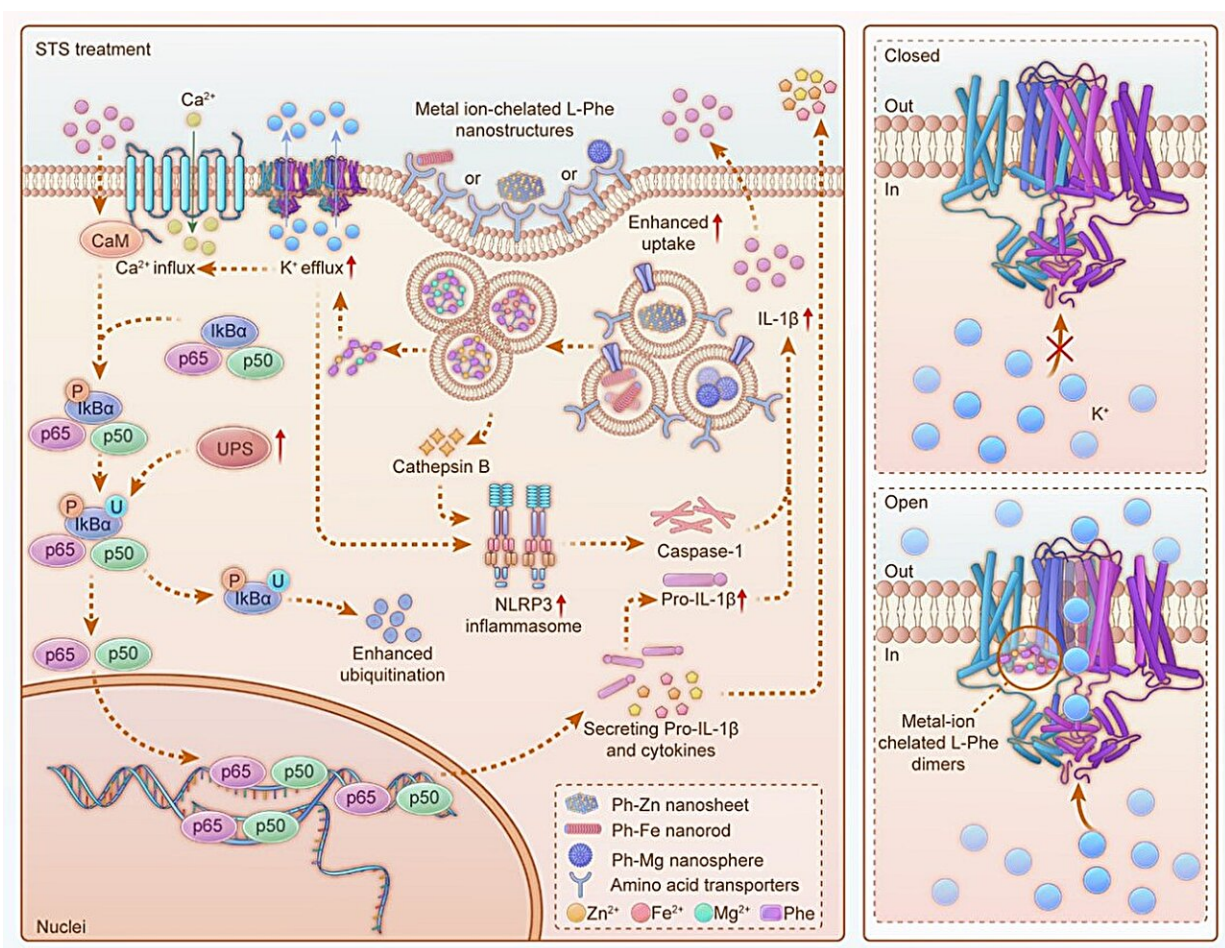 STS treatment
Ca²⁺
Metal ion-chelated L-Phe
nanostructures
or
or
CaM
Ca²⁺ influx
K⁺ efflux
Enhanced
uptake
IL-1β
IkBα
p65
p50
P
IkBα
p65
p50
UPS
Cathepsin B
P
U
IkBα
p65
p50
Caspase-1
NLRP3
inflammasome
Pro-IL-1β
P
U
IkBα
Enhanced
ubiquitination
p65
p50
Secreting Pro-IL-1β
and cytokines
p65
p50
p65
p50
p65
p50
Nuclei
Ph-Zn nanosheet
Ph-Fe nanorod
Ph-Mg nanosphere
Amino acid transporters
Zn²⁺ Fe²⁺ Mg²⁺ Phe
Closed
Out
In
K⁺
Open
Out
In
Metal-ion
chelated L-Phe
dimers